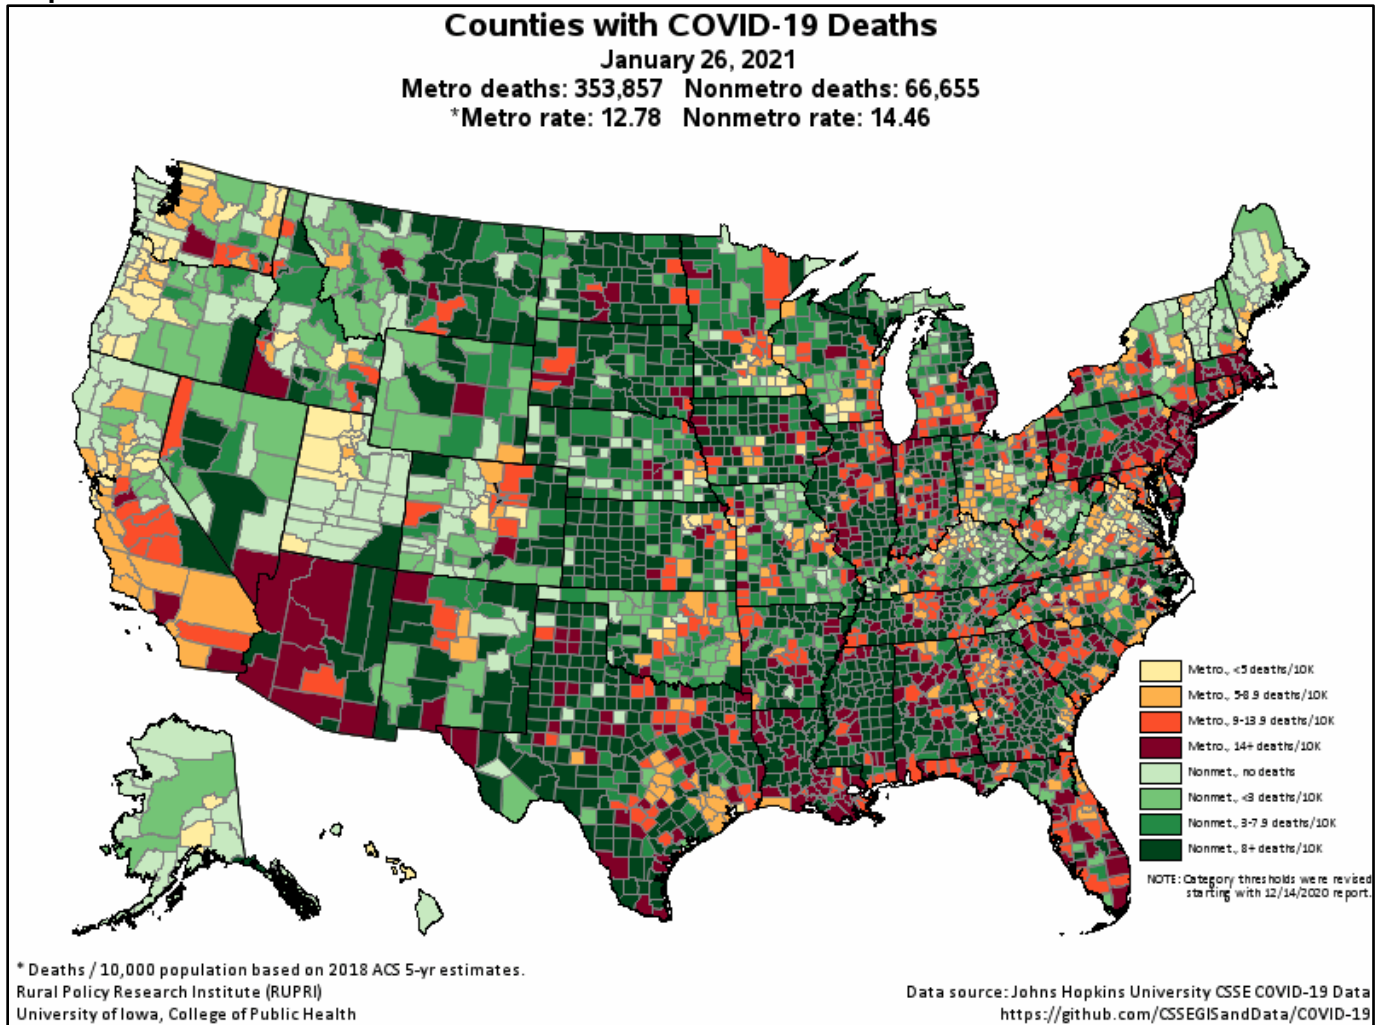 Counties with COVID-19 Deaths
January 26, 2021
Metro deaths: 353,857 Nonmetro deaths: 66,655
*Metro rate: 12.78 Nonmetro rate: 14.46
Metro., <5 deaths/10K
Metro., 5-8.9 deaths/10K
Metro., 9-13.9 deaths/10K
Metro., 14+ deaths/10K
Nonmet., no deaths
Nonmet., <3 deaths/10K
Nonmet., 3-7.9 deaths/10K
Nonmet., 8+ deaths/10K
NOTE: Category thresholds were revised
starting with 12/14/2020 report.
* Deaths / 10,000 population based on 2018 ACS 5-yr estimates.
Rural Policy Research Institute (RUPRI)
University of Iowa, College of Public Health
Data source: Johns Hopkins University CSSE COVID-19 Data
https://github.com/CSSEGISandData/COVID-19